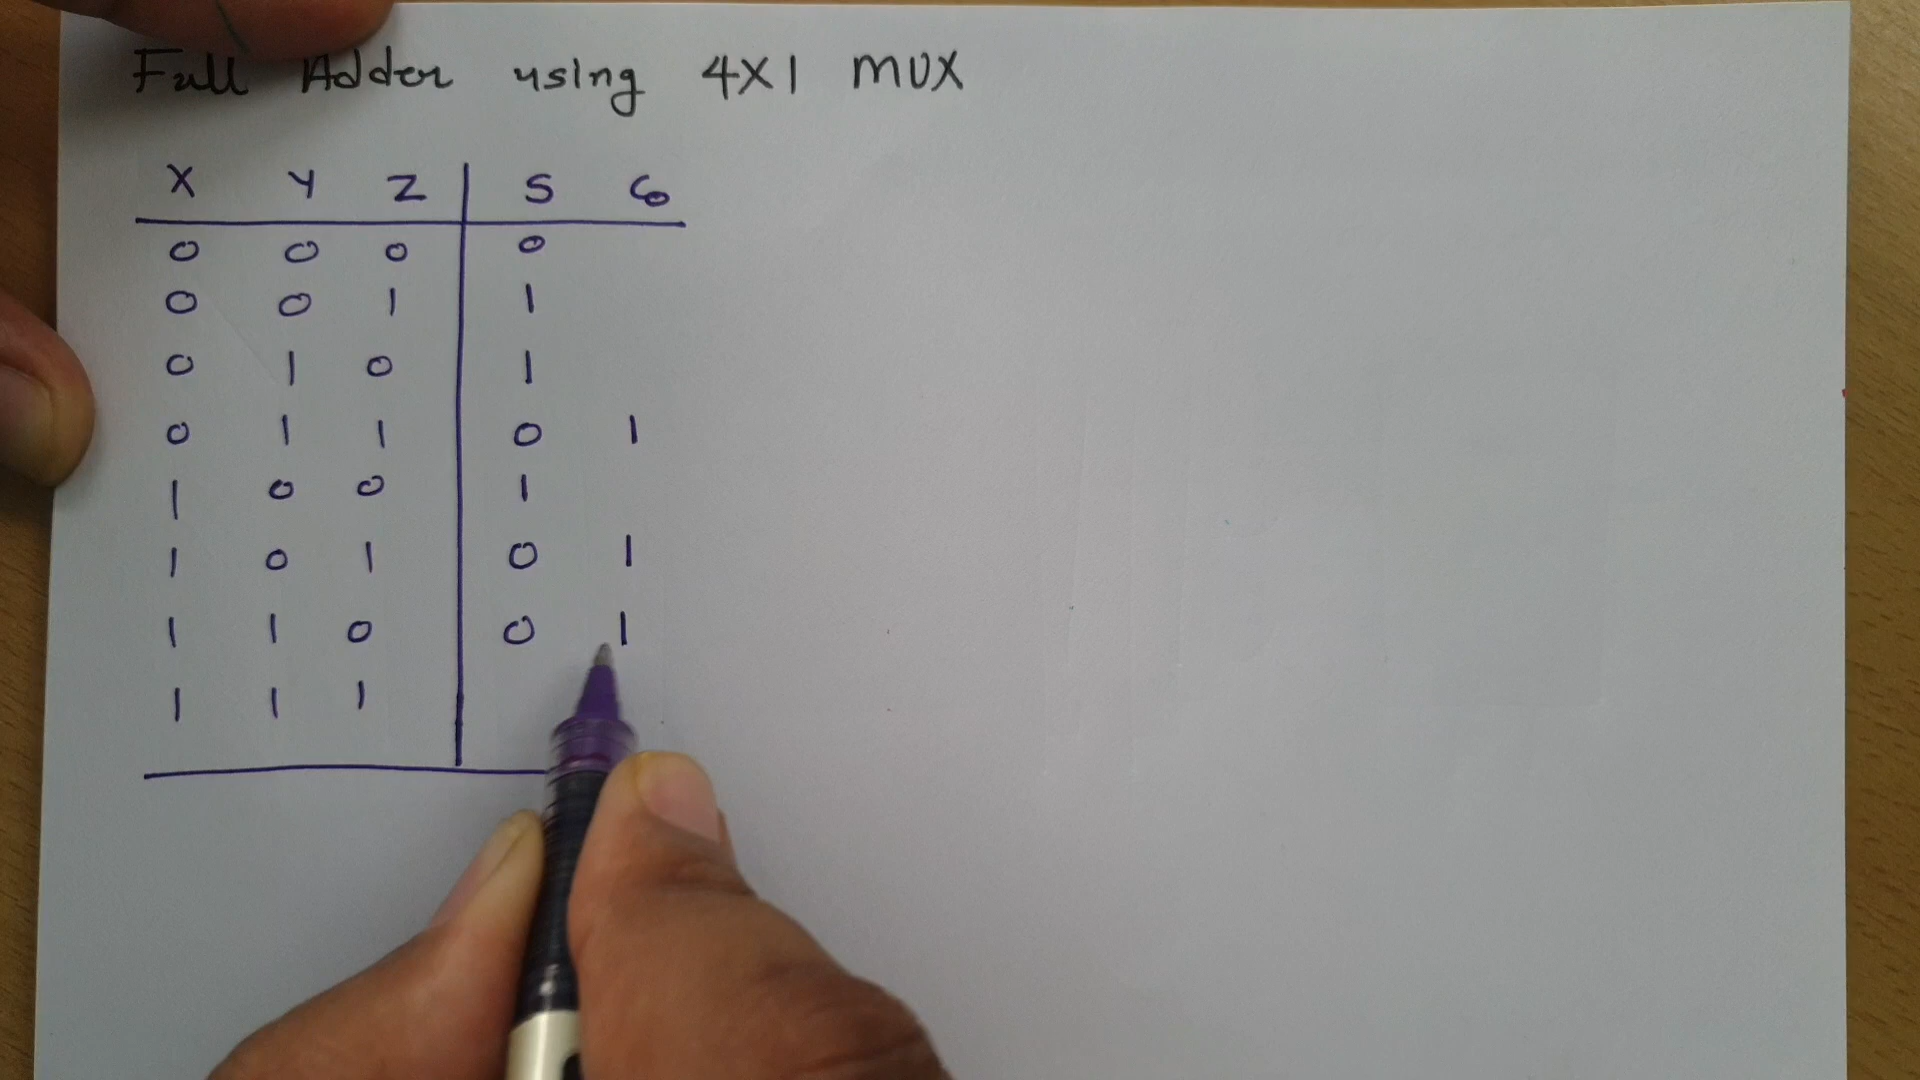 Full Adder using 4X1 MUX
X Y Z S Co
0 0 0 0
0 0 1 1
0 1 0 1
0 1 1 0 1
1 0 0 1
1 0 1 0 1
1 1 0 0 1
1 1 1